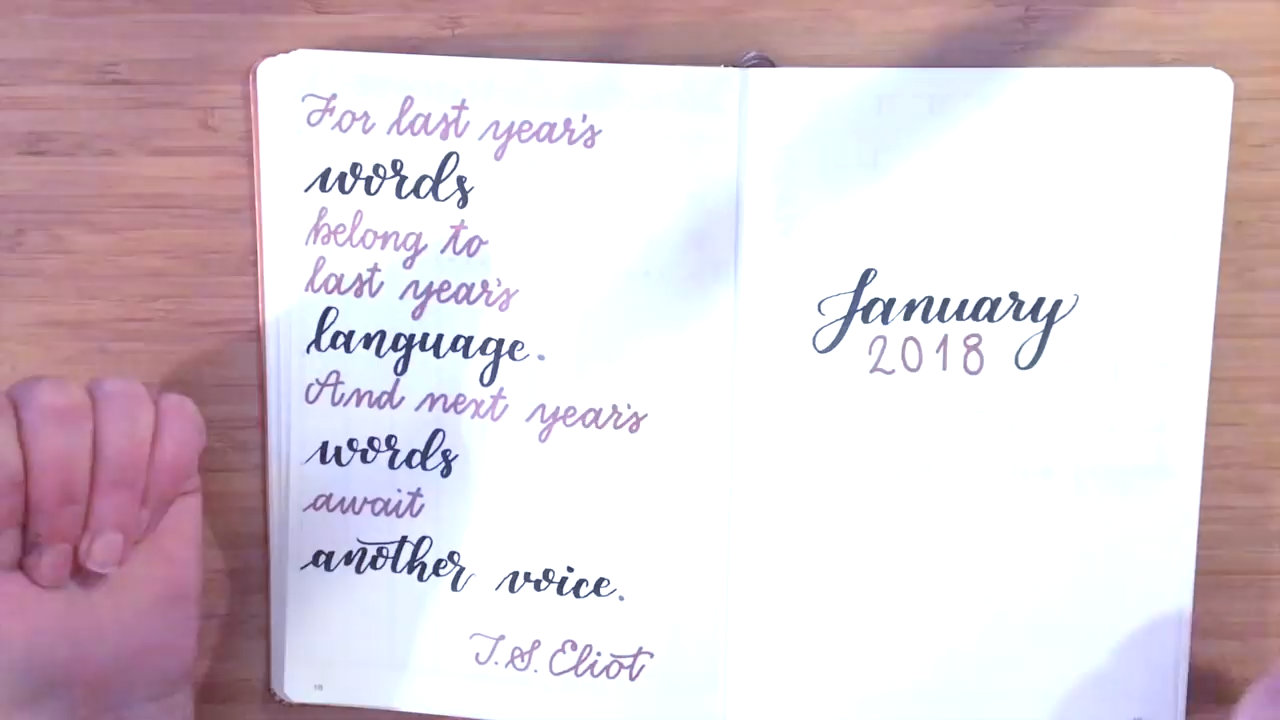 For last year's
words
belong to
last year's
language.
And next year's
words
await
another voice.
T.S. Eliot
January
2018